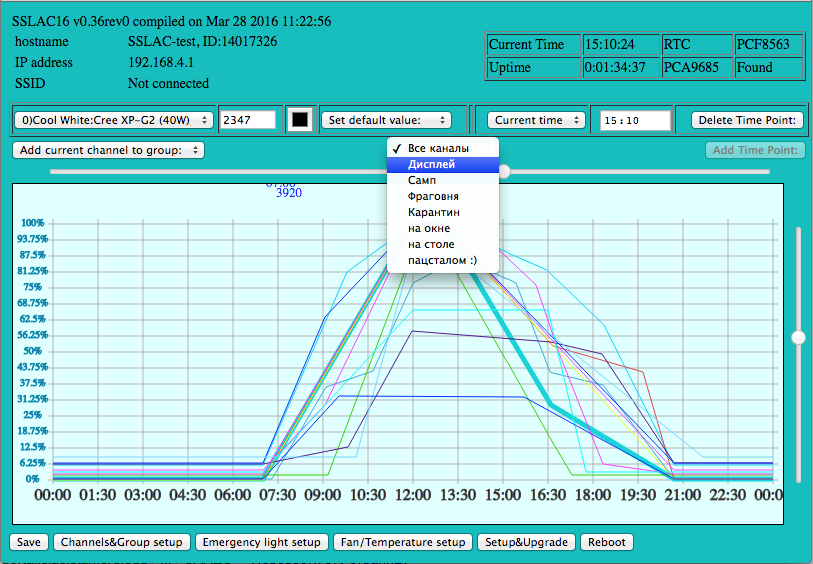 SSLAC16 v0.36rev0 compiled on Mar 28 2016 11:22:56
hostname SSLAC-test, ID:14017326
IP address 192.168.4.1
SSID Not connected
Current Time 15:10:24 RTC PCF8563
Uptime 0:01:34:37 PCA9685 Found
0)Cool White:Cree XP-G2 (40W) 2347 Set default value: Current time 15:10 Delete Time Point:
Add current channel to group: Add Time Point:
✓ Все каналы
Дисплей
Самп
Фраговня
Карантин
на окне
на столе
пацсталом :)
3920
100%
93.75%
87.5%
81.25%
75%
68.75%
62.5%
56.25%
50%
43.75%
37.5%
31.25%
25%
18.75%
12.5%
6.25%
0%
00:00 01:30 03:00 04:30 06:00 07:30 09:00 10:30 12:00 13:30 15:00 16:30 18:00 19:30 21:00 22:30 00:0
Save Channels&Group setup Emergency light setup Fan/Temperature setup Setup&Upgrade Reboot